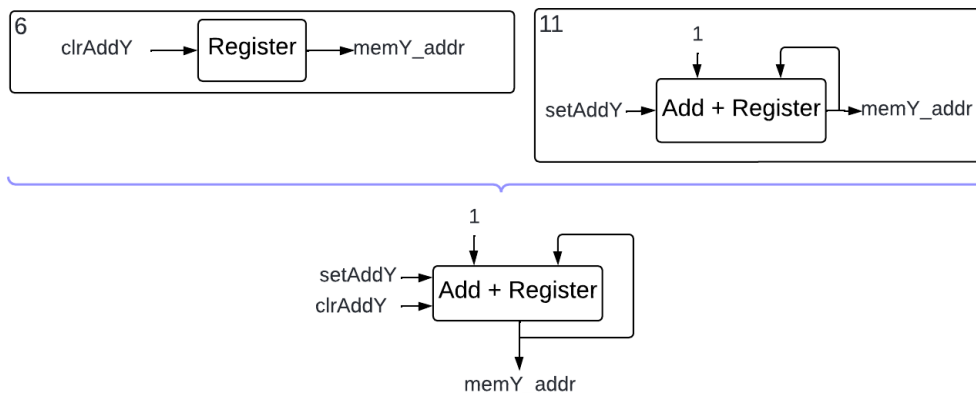 6
clrAddY
Register
memY_addr
11
1
setAddY
Add + Register
memY_addr
1
setAddY
clrAddY
Add + Register
memY addr